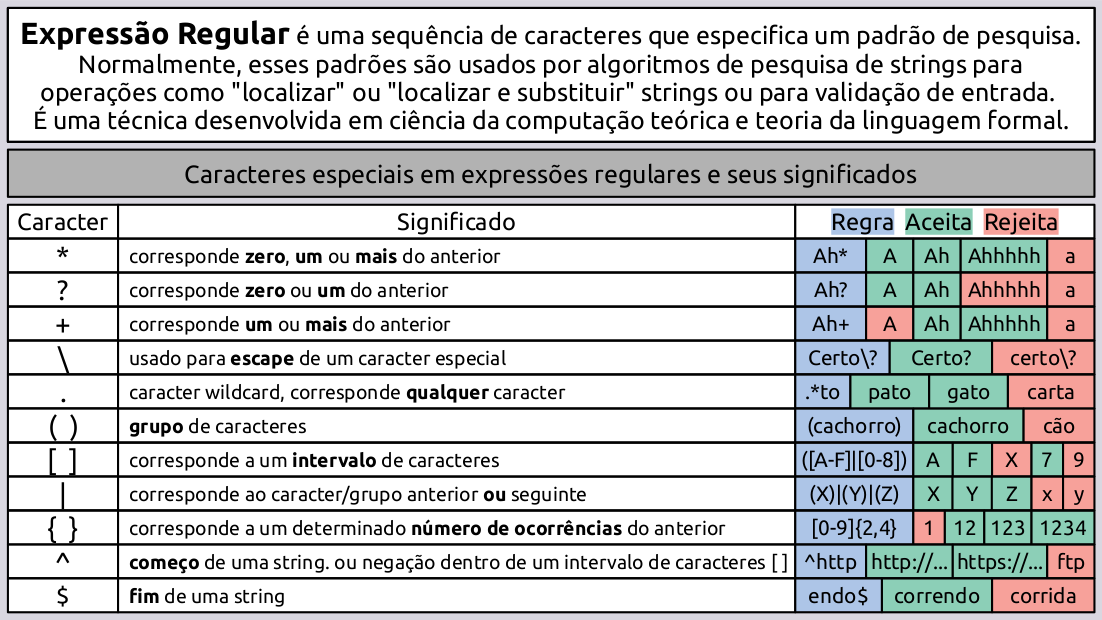 Expressão Regular é uma sequência de caracteres que especifica um padrão de pesquisa.
Normalmente, esses padrões são usados por algoritmos de pesquisa de strings para
operações como "localizar" ou "localizar e substituir" strings ou para validação de entrada.
É uma técnica desenvolvida em ciência da computação teórica e teoria da linguagem formal.
Caracteres especiais em expressões regulares e seus significados
Caracter Significado Regra Aceita Rejeita
* corresponde zero, um ou mais do anterior Ah* A Ah Ahhhhh a
? corresponde zero ou um do anterior Ah? A Ah Ahhhhh a
+ corresponde um ou mais do anterior Ah+ A Ah Ahhhhh a
\ usado para escape de um caracter especial Certo\? Certo? certo\?
. caracter wildcard, corresponde qualquer caracter .*to pato gato carta
( ) grupo de caracteres (cachorro) cachorro cão
[ ] corresponde a um intervalo de caracteres ([A-F]|[0-8]) A F X 7 9
| corresponde ao caracter/grupo anterior ou seguinte (X)|(Y)|(Z) X Y Z x y
{ } corresponde a um determinado número de ocorrências do anterior [0-9]{2,4} 1 12 123 1234
^ começo de uma string. ou negação dentro de um intervalo de caracteres [ ] ^http http://... https://... ftp
$ fim de uma string endo$ correndo corrida